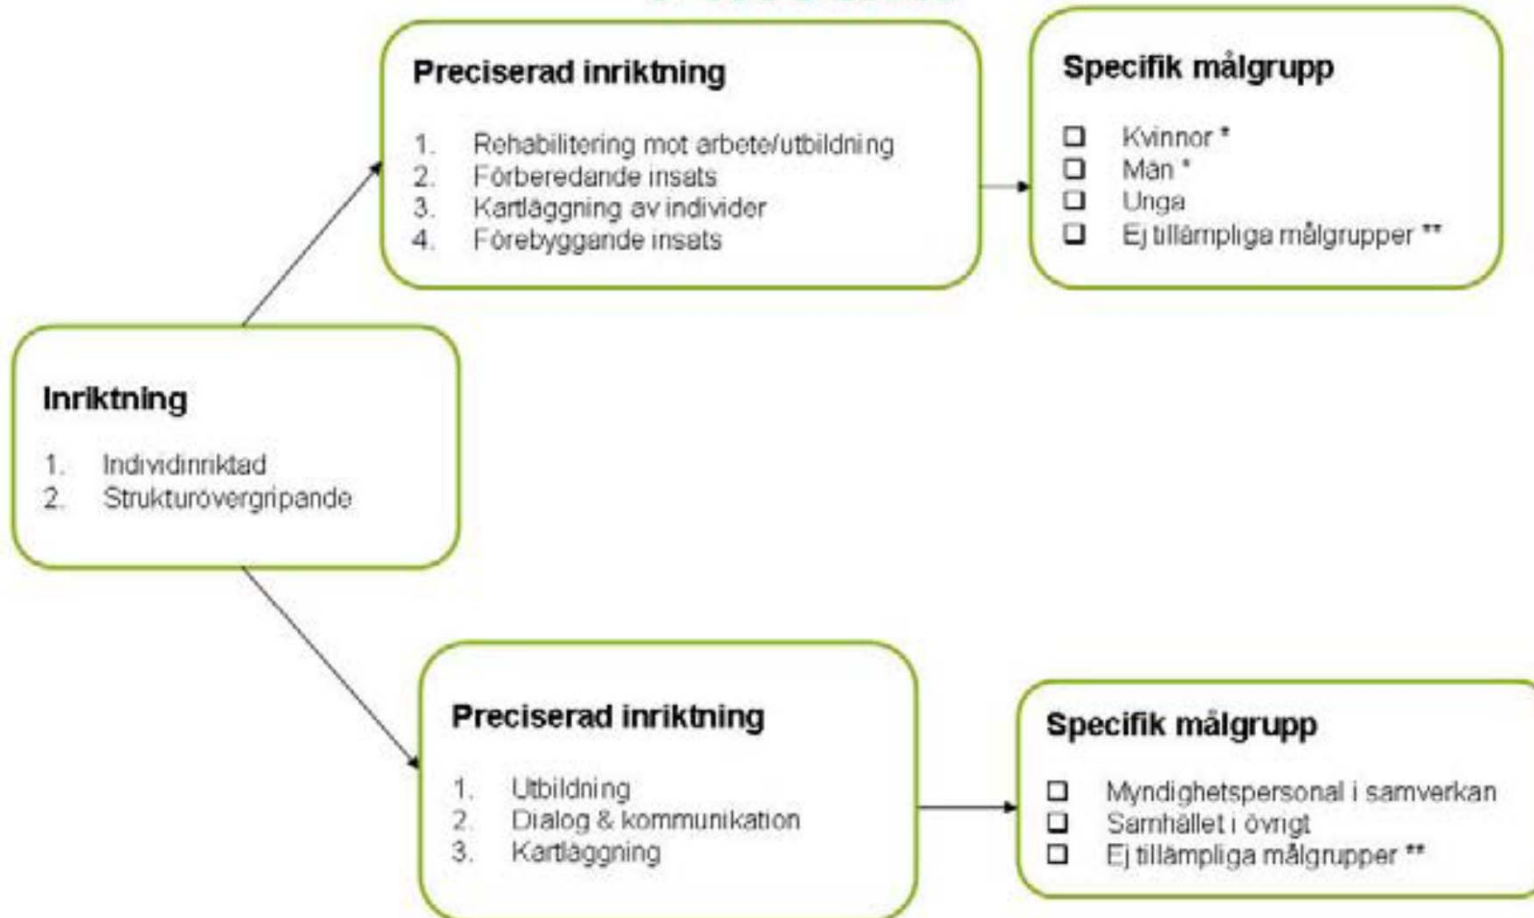 Preciserad inriktning
1. Rehabilitering mot arbete/utbildning
2. Förberedande insats
3. Kartläggning av individer
4. Förebyggande insats
Specifik målgrupp
❑ Kvinnor *
❑ Män *
❑ Unga
❑ Ej tillämpliga målgrupper **
Inriktning
1. Individinriktad
2. Strukturövergripande
Preciserad inriktning
1. Utbildning
2. Dialog & kommunikation
3. Kartläggning
Specifik målgrupp
❑ Myndighetspersonal i samverkan
❑ Samhället i övrigt
❑ Ej tillämpliga målgrupper **